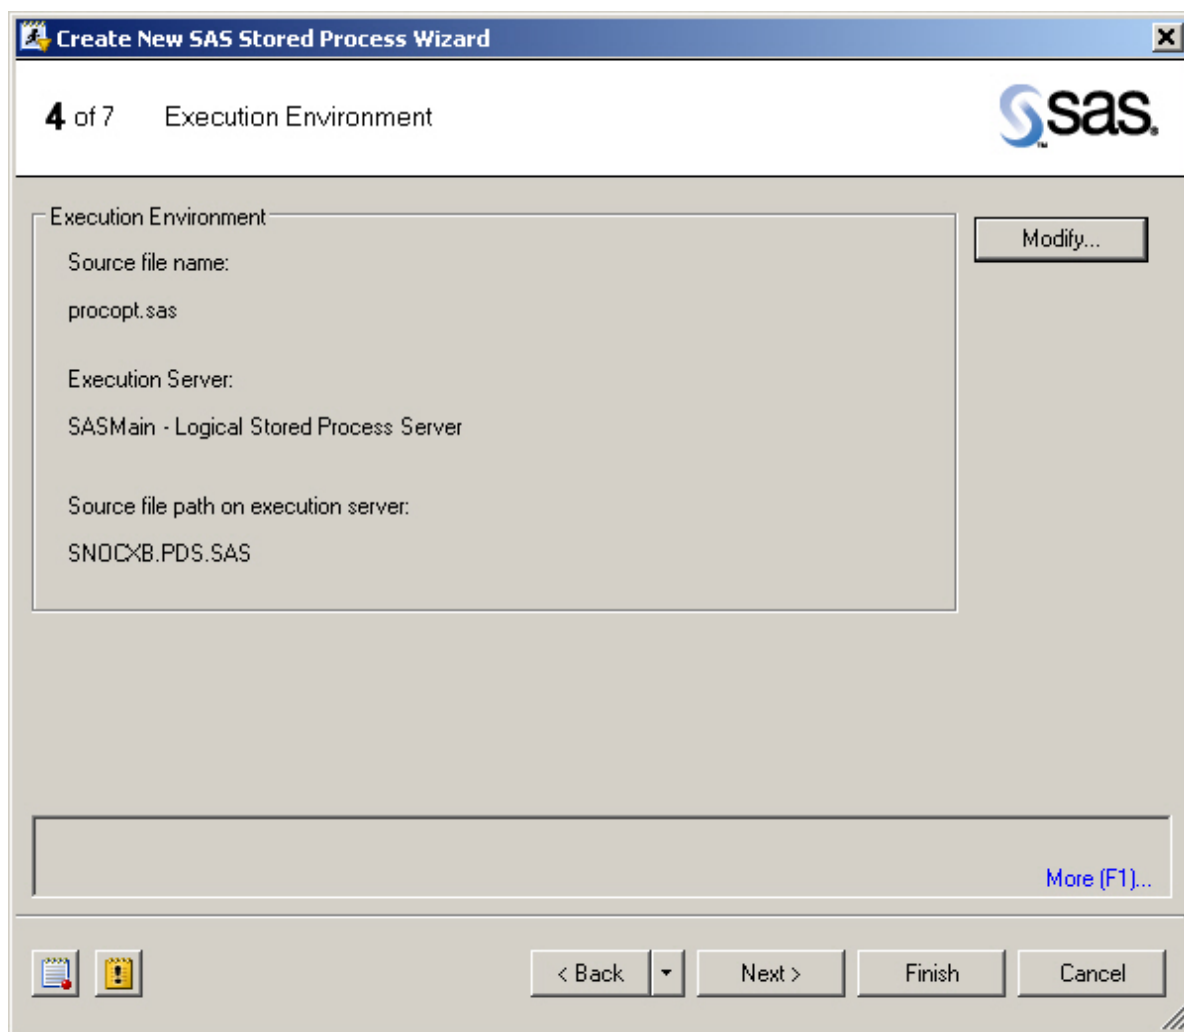 Create New SAS Stored Process Wizard
4 of 7 Execution Environment
sas.
™
Execution Environment
Modify...
Source file name:
procopt.sas
Execution Server:
SASMain - Logical Stored Process Server
Source file path on execution server:
SNOCXB.PDS.SAS
More (F1)...
< Back
Next >
Finish
Cancel